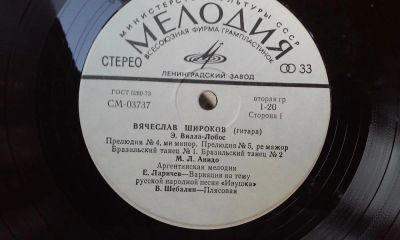 МИНИСТЕРСТВО КУЛЬТУРЫ СССР
МЕЛОДИЯ
ВСЕСОЮЗНАЯ ФИРМА ГРАМПЛАСТИНОК
СТЕРЕО
33
ЛЕНИНГРАДСКИЙ ЗАВОД
ГОСТ 5289-73
СМ-03737
вторая гр
1-20
Сторона 1
ВЯЧЕСЛАВ ШИРОКОВ (гитара)
Э. Вилла-Лобос
Прелюдия № 4, ми минор, Прелюдия № 5, ре мажор
Бразильский танец № 1, Бразильский танец № 2
М. Л. Анидо
Аргентинская мелодия
Е. Ларичев—Вариации на тему
русской народной песни «Ивушка»
В. Шебалин—Плясовая